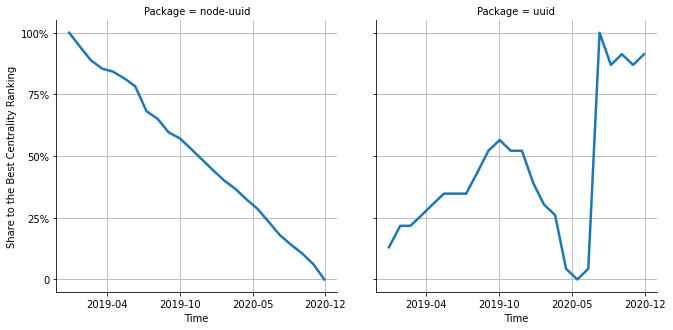 Package = node-uuid
Package = uuid
Share to the Best Centrality Ranking
100%
75%
50%
25%
0
2019-04
2019-10
2020-05
2020-12
2019-04
2019-10
2020-05
2020-12
Time
Time